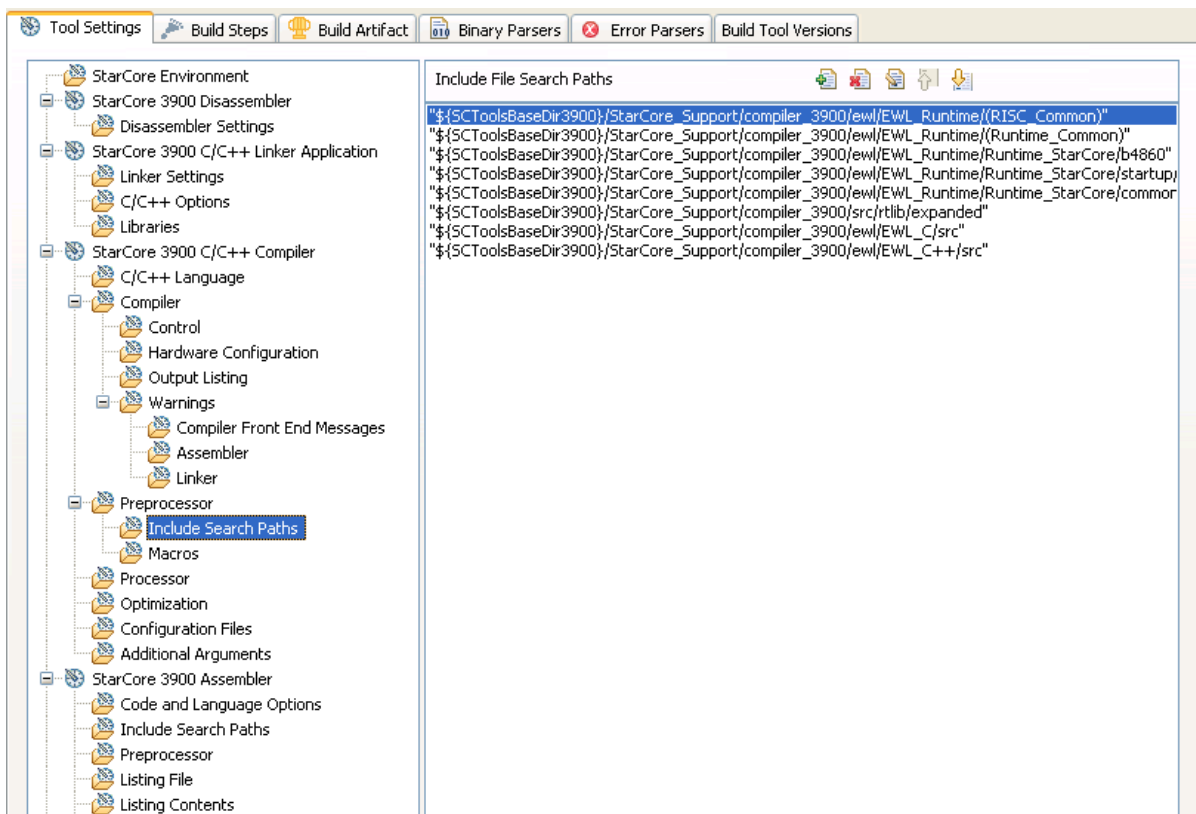 Tool Settings
Build Steps
Build Artifact
Binary Parsers
Error Parsers
Build Tool Versions
StarCore Environment
StarCore 3900 Disassembler
Disassembler Settings
StarCore 3900 C/C++ Linker Application
Linker Settings
C/C++ Options
Libraries
StarCore 3900 C/C++ Compiler
C/C++ Language
Compiler
Control
Hardware Configuration
Output Listing
Warnings
Compiler Front End Messages
Assembler
Linker
Preprocessor
Include Search Paths
Macros
Processor
Optimization
Configuration Files
Additional Arguments
StarCore 3900 Assembler
Code and Language Options
Include Search Paths
Preprocessor
Listing File
Listing Contents
Include File Search Paths
"${SCToolsBaseDir3900}/StarCore_Support/compiler_3900/ewl/EWL_Runtime/(RISC_Common)"
"${SCToolsBaseDir3900}/StarCore_Support/compiler_3900/ewl/EWL_Runtime/(Runtime_Common)"
"${SCToolsBaseDir3900}/StarCore_Support/compiler_3900/ewl/EWL_Runtime/Runtime_StarCore/b4860"
"${SCToolsBaseDir3900}/StarCore_Support/compiler_3900/ewl/EWL_Runtime/Runtime_StarCore/startup/
"${SCToolsBaseDir3900}/StarCore_Support/compiler_3900/ewl/EWL_Runtime/Runtime_StarCore/common
"${SCToolsBaseDir3900}/StarCore_Support/compiler_3900/src/rtlib/expanded"
"${SCToolsBaseDir3900}/StarCore_Support/compiler_3900/ewl/EWL_C/src"
"${SCToolsBaseDir3900}/StarCore_Support/compiler_3900/ewl/EWL_C++/src"